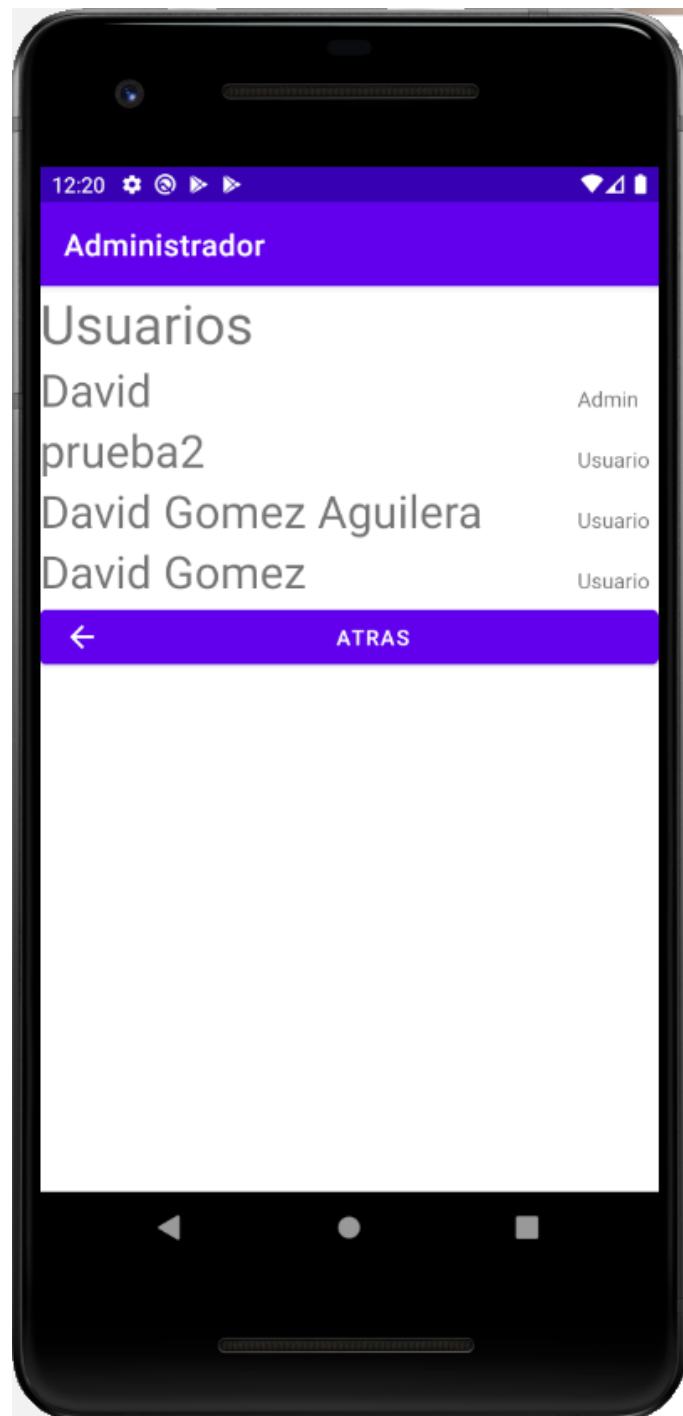 12:20
Administrador
Usuarios
David Admin
prueba2 Usuario
David Gomez Aguilera Usuario
David Gomez Usuario
ATRAS